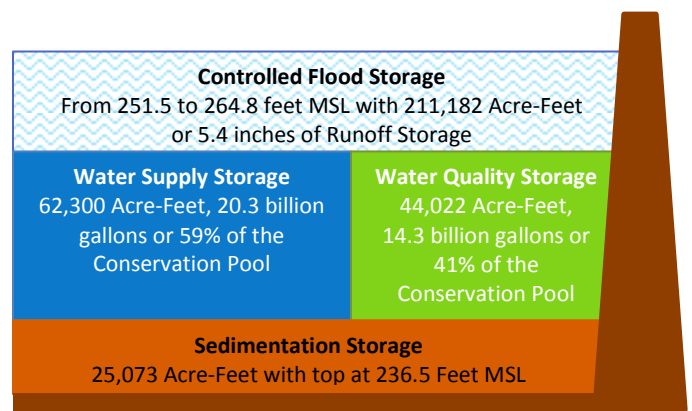 Controlled Flood Storage
From 251.5 to 264.8 feet MSL with 211,182 Acre-Feet
or 5.4 inches of Runoff Storage
Water Supply Storage
62,300 Acre-Feet, 20.3 billion
gallons or 59% of the
Conservation Pool
Water Quality Storage
44,022 Acre-Feet,
14.3 billion gallons or
41% of the
Conservation Pool
Sedimentation Storage
25,073 Acre-Feet with top at 236.5 Feet MSL